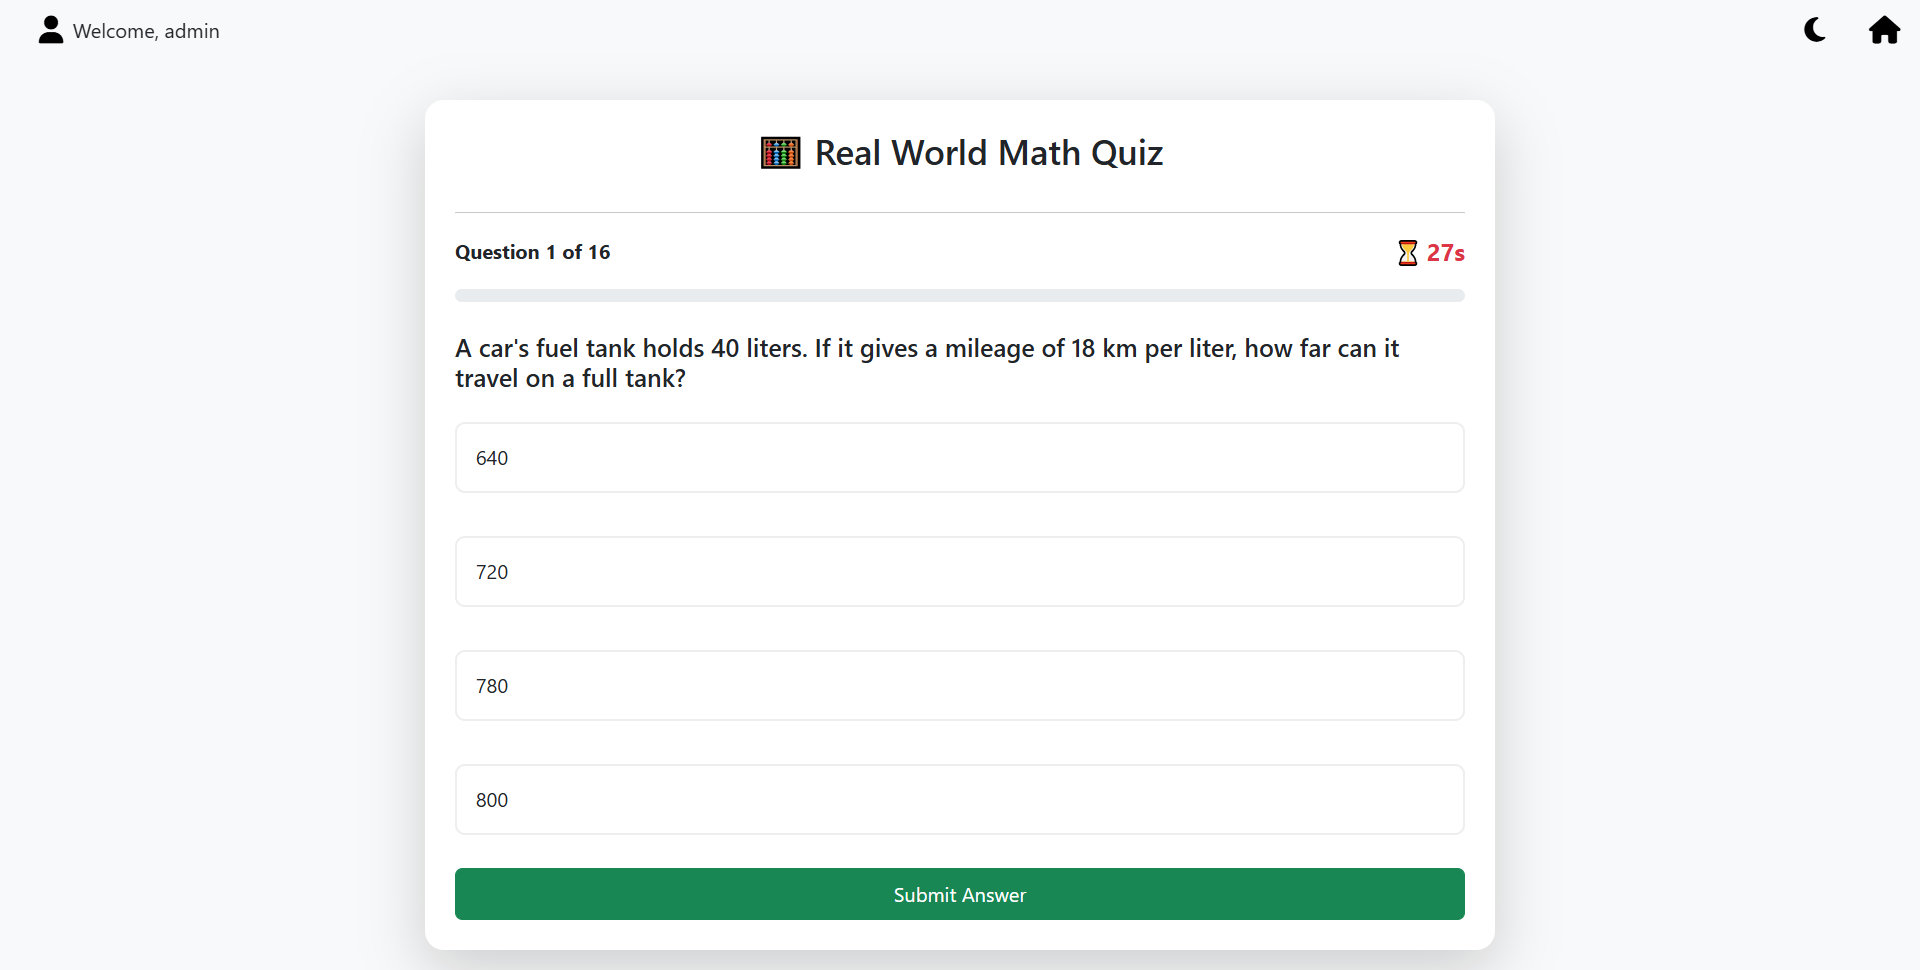 Welcome, admin
Real World Math Quiz
Question 1 of 16
27s
A car's fuel tank holds 40 liters. If it gives a mileage of 18 km per liter, how far can it
travel on a full tank?
640
720
780
800
Submit Answer